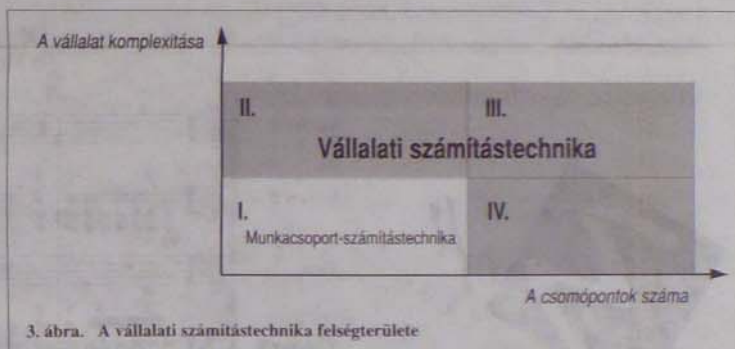 A vállalat komplexitása
II.
III.
Vállalati számítástechnika
I.
IV.
Munkacsoport-számítástechnika
A csomópontok száma
3. ábra. A vállalati számítástechnika felségterülete